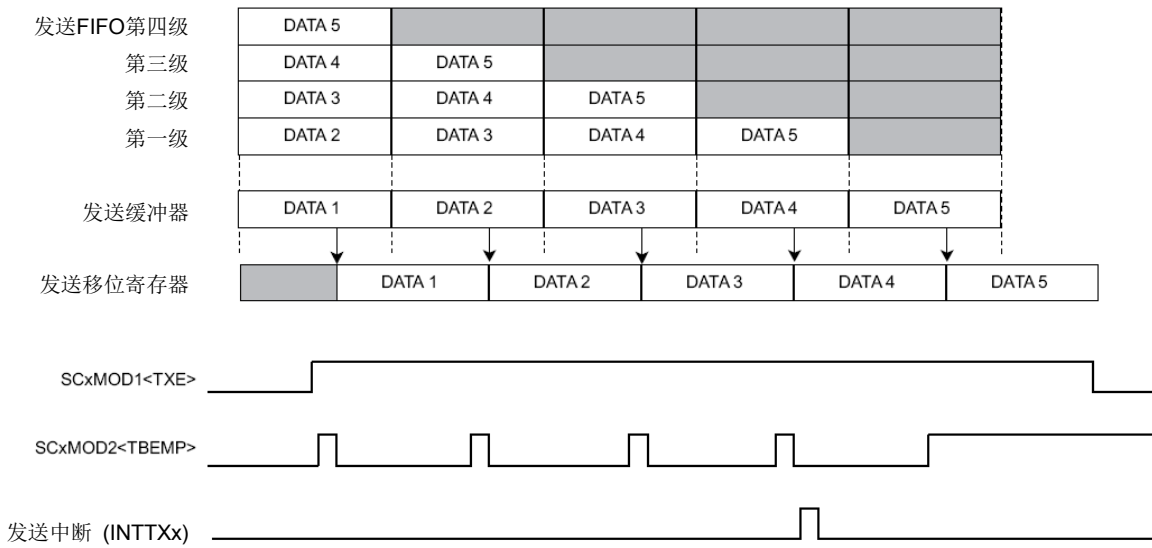 发送FIFO第四级 DATA 5
第三级 DATA 4 DATA 5
第二级 DATA 3 DATA 4 DATA 5
第一级 DATA 2 DATA 3 DATA 4 DATA 5
发送缓冲器 DATA 1 DATA 2 DATA 3 DATA 4 DATA 5
发送移位寄存器 DATA 1 DATA 2 DATA 3 DATA 4 DATA 5
SCxMOD1<TXE>
SCxMOD2<TBEMP>
发送中断 (INTTXx)